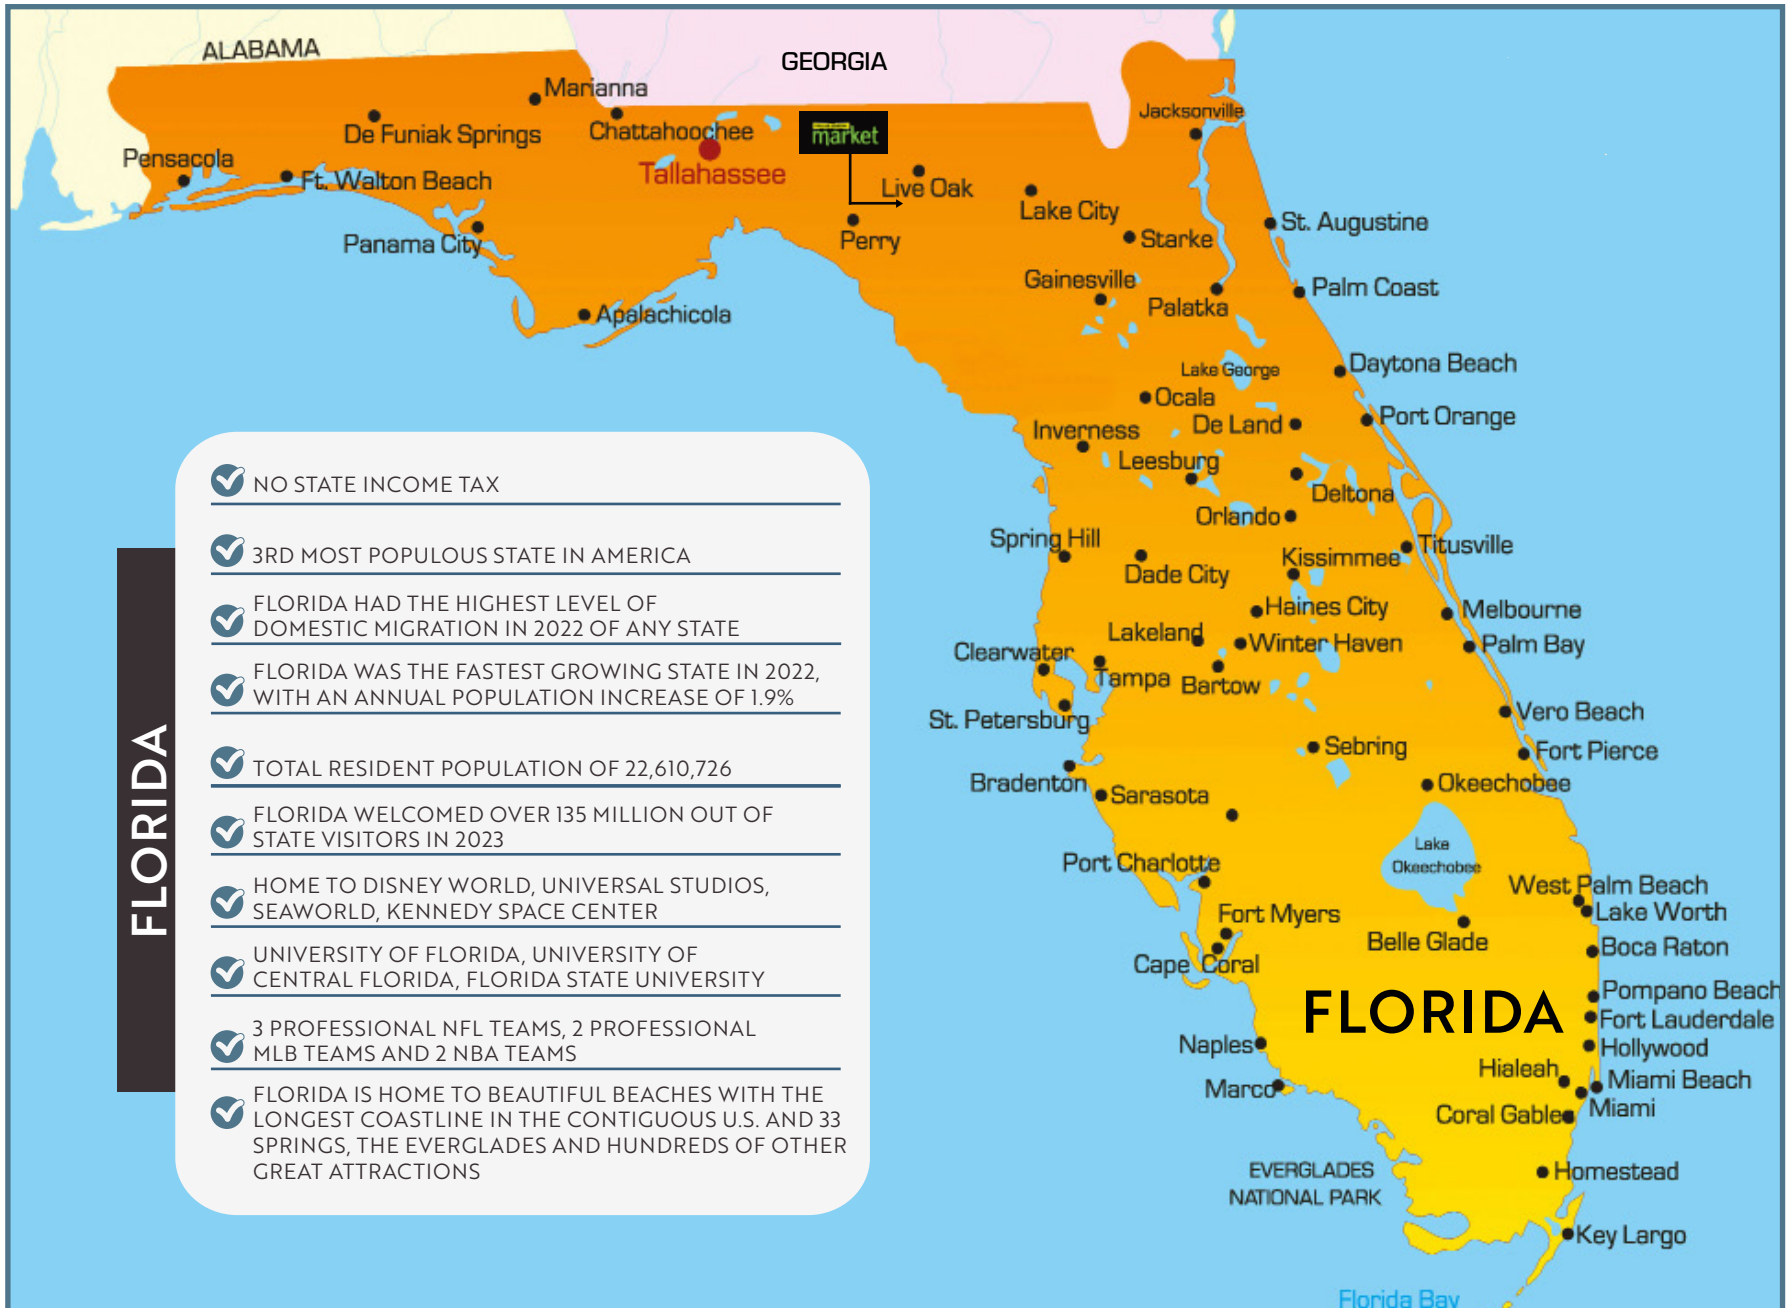 ALABAMA
GEORGIA
Marianna
Jacksonville
De Funiak Springs
Chattahoochee
market
Pensacola
Tallahassee
Ft. Walton Beach
Live Oak
Lake City
St. Augustine
Panama City
Perry
Starke
Gainesville
Palm Coast
Palatka
Apalachicola
Lake George
Daytona Beach
Ocala
Port Orange
De Land
Inverness
Leesburg
Deltona
Orlando
Spring Hill
Titusville
Kissimmee
Dade City
Haines City
Melbourne
Lakeland
Winter Haven
Palm Bay
Clearwater
Tampa
Bartow
St. Petersburg
Vero Beach
Sebring
Fort Pierce
Bradenton
Okeechobee
Sarasota
Lake
Okeechobee
Port Charlotte
West Palm Beach
Lake Worth
Fort Myers
Belle Glade
Boca Raton
Cape Coral
Pompano Beach
FLORIDA
Fort Lauderdale
Naples
Hollywood
Hialeah
Miami Beach
Marco
Miami
Coral Gable
EVERGLADES
NATIONAL PARK
Homestead
Key Largo
Florida Bay
FLORIDA
NO STATE INCOME TAX
3RD MOST POPULOUS STATE IN AMERICA
FLORIDA HAD THE HIGHEST LEVEL OF
DOMESTIC MIGRATION IN 2022 OF ANY STATE
FLORIDA WAS THE FASTEST GROWING STATE IN 2022,
WITH AN ANNUAL POPULATION INCREASE OF 1.9%
TOTAL RESIDENT POPULATION OF 22,610,726
FLORIDA WELCOMED OVER 135 MILLION OUT OF
STATE VISITORS IN 2023
HOME TO DISNEY WORLD, UNIVERSAL STUDIOS,
SEAWORLD, KENNEDY SPACE CENTER
UNIVERSITY OF FLORIDA, UNIVERSITY OF
CENTRAL FLORIDA, FLORIDA STATE UNIVERSITY
3 PROFESSIONAL NFL TEAMS, 2 PROFESSIONAL
MLB TEAMS AND 2 NBA TEAMS
FLORIDA IS HOME TO BEAUTIFUL BEACHES WITH THE
LONGEST COASTLINE IN THE CONTIGUOUS U.S. AND 33
SPRINGS, THE EVERGLADES AND HUNDREDS OF OTHER
GREAT ATTRACTIONS